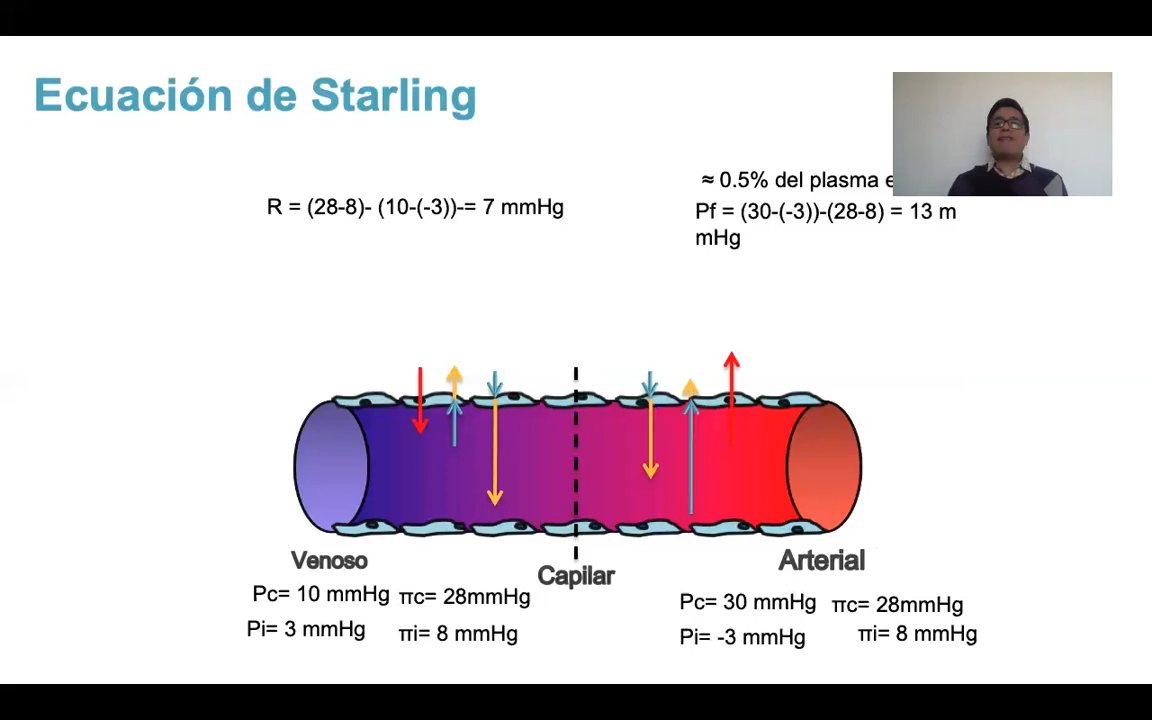 Ecuación de Starling
≈ 0.5% del plasma
R = (28-8)- (10-(-3))-= 7 mmHg
Pf = (30-(-3))-(28-8) = 13 m
mHg
Venoso
Capilar
Arterial
Pc= 10 mmHg πc= 28mmHg
Pi= 3 mmHg πi= 8 mmHg
Pc= 30 mmHg πc= 28mmHg
Pi= -3 mmHg πi= 8 mmHg